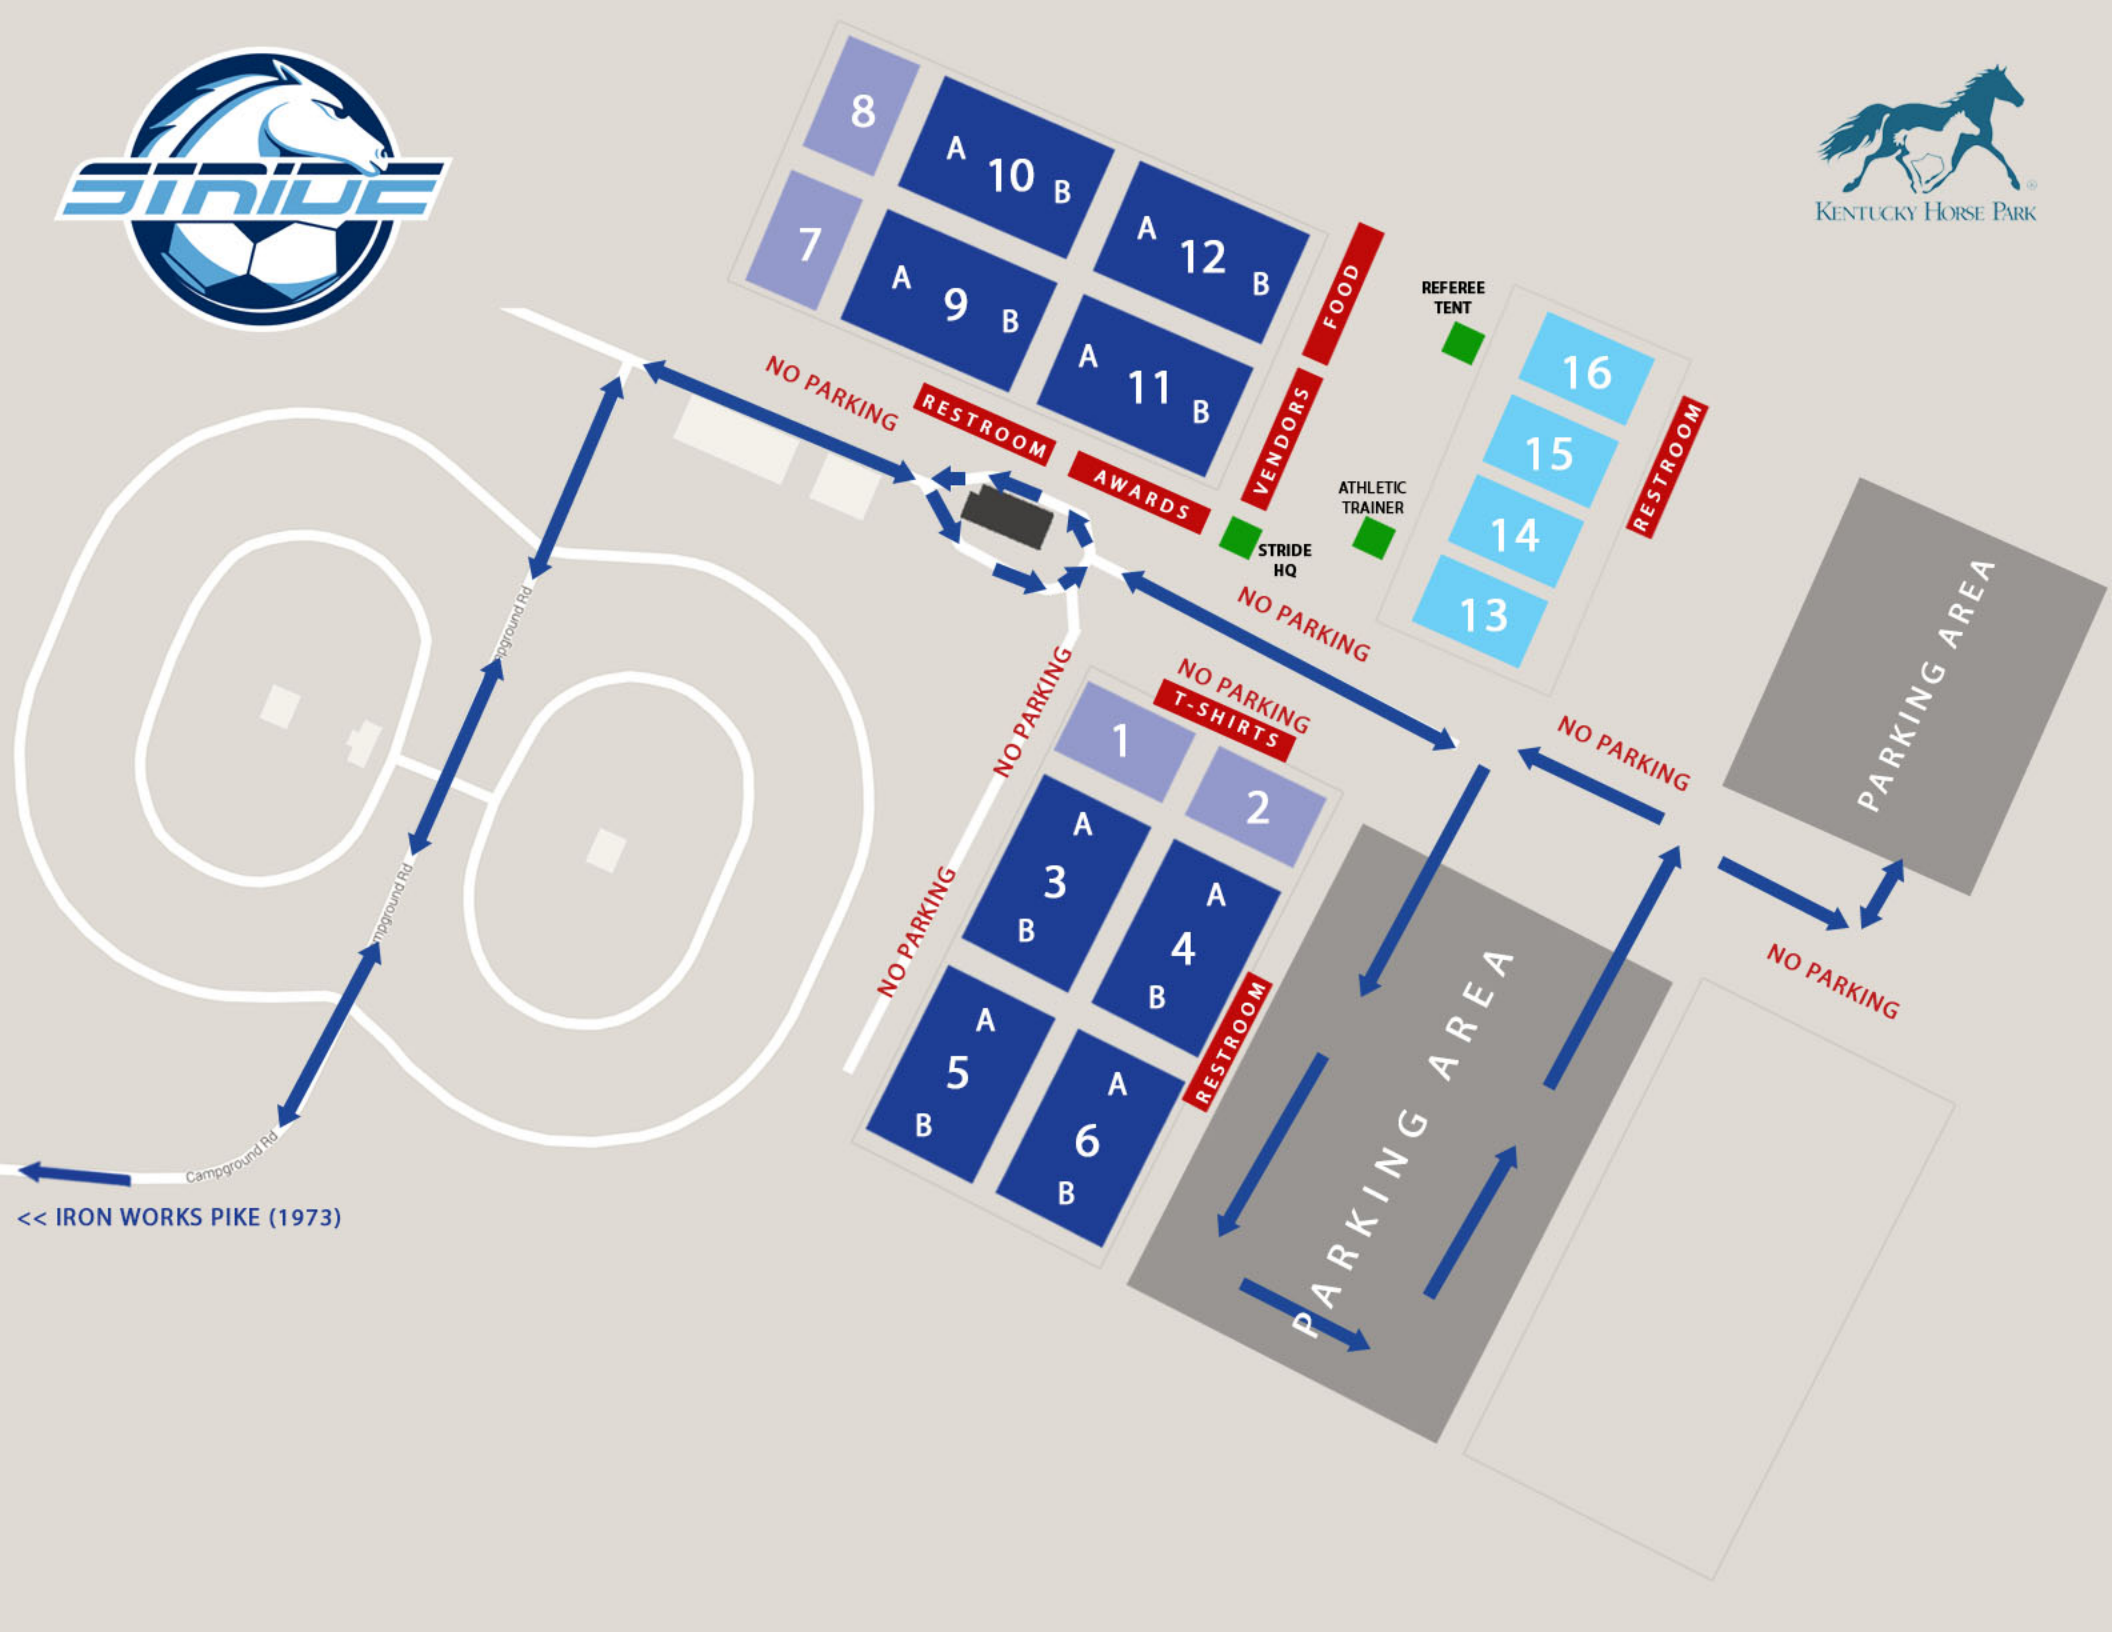 STRIDE
KENTUCKY HORSE PARK
®
8
A 10 B
7
A 12 B
A 9 B
A 11 B
FOOD
VENDORS
REFEREE
TENT
16
15
14
13
RESTROOM
NO PARKING
RESTROOM
AWARDS
ATHLETIC
TRAINER
STRIDE
HQ
NO PARKING
PARKING AREA
Campground Rd
NO PARKING
NO PARKING
T-SHIRTS
1
2
NO PARKING
A
3
B
A
4
B
NO PARKING
NO PARKING
RESTROOM
A
5
B
A
6
B
PARKING AREA
<< IRON WORKS PIKE (1973)